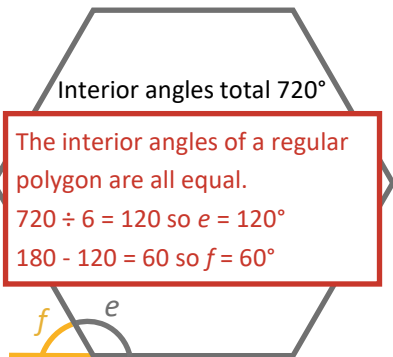 Interior angles total 720°
The interior angles of a regular
polygon are all equal.
720 ÷ 6 = 120 so e = 120°
180 - 120 = 60 so f = 60°
f
e